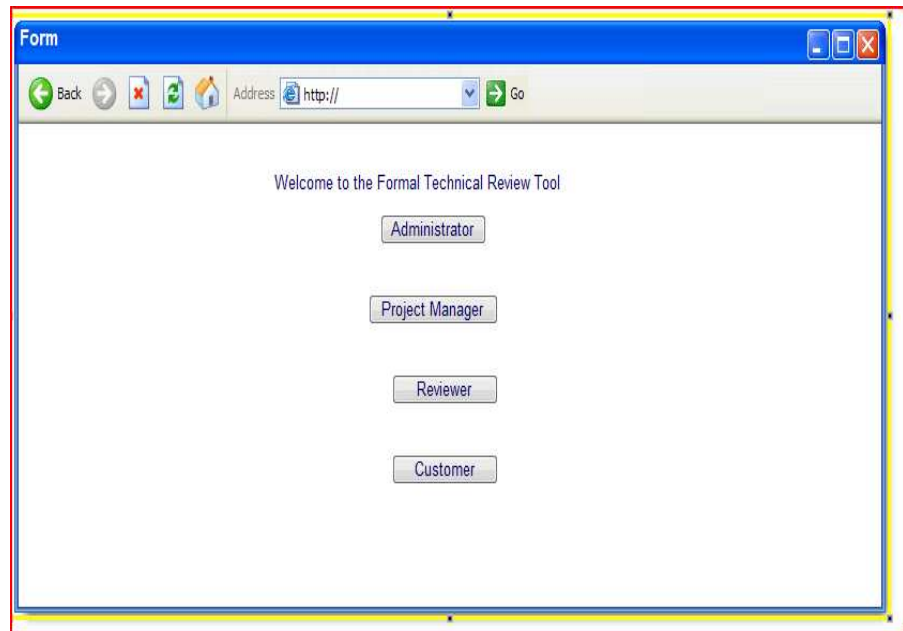 Form
Back Address http:// Go
Welcome to the Formal Technical Review Tool
Administrator
Project Manager
Reviewer
Customer